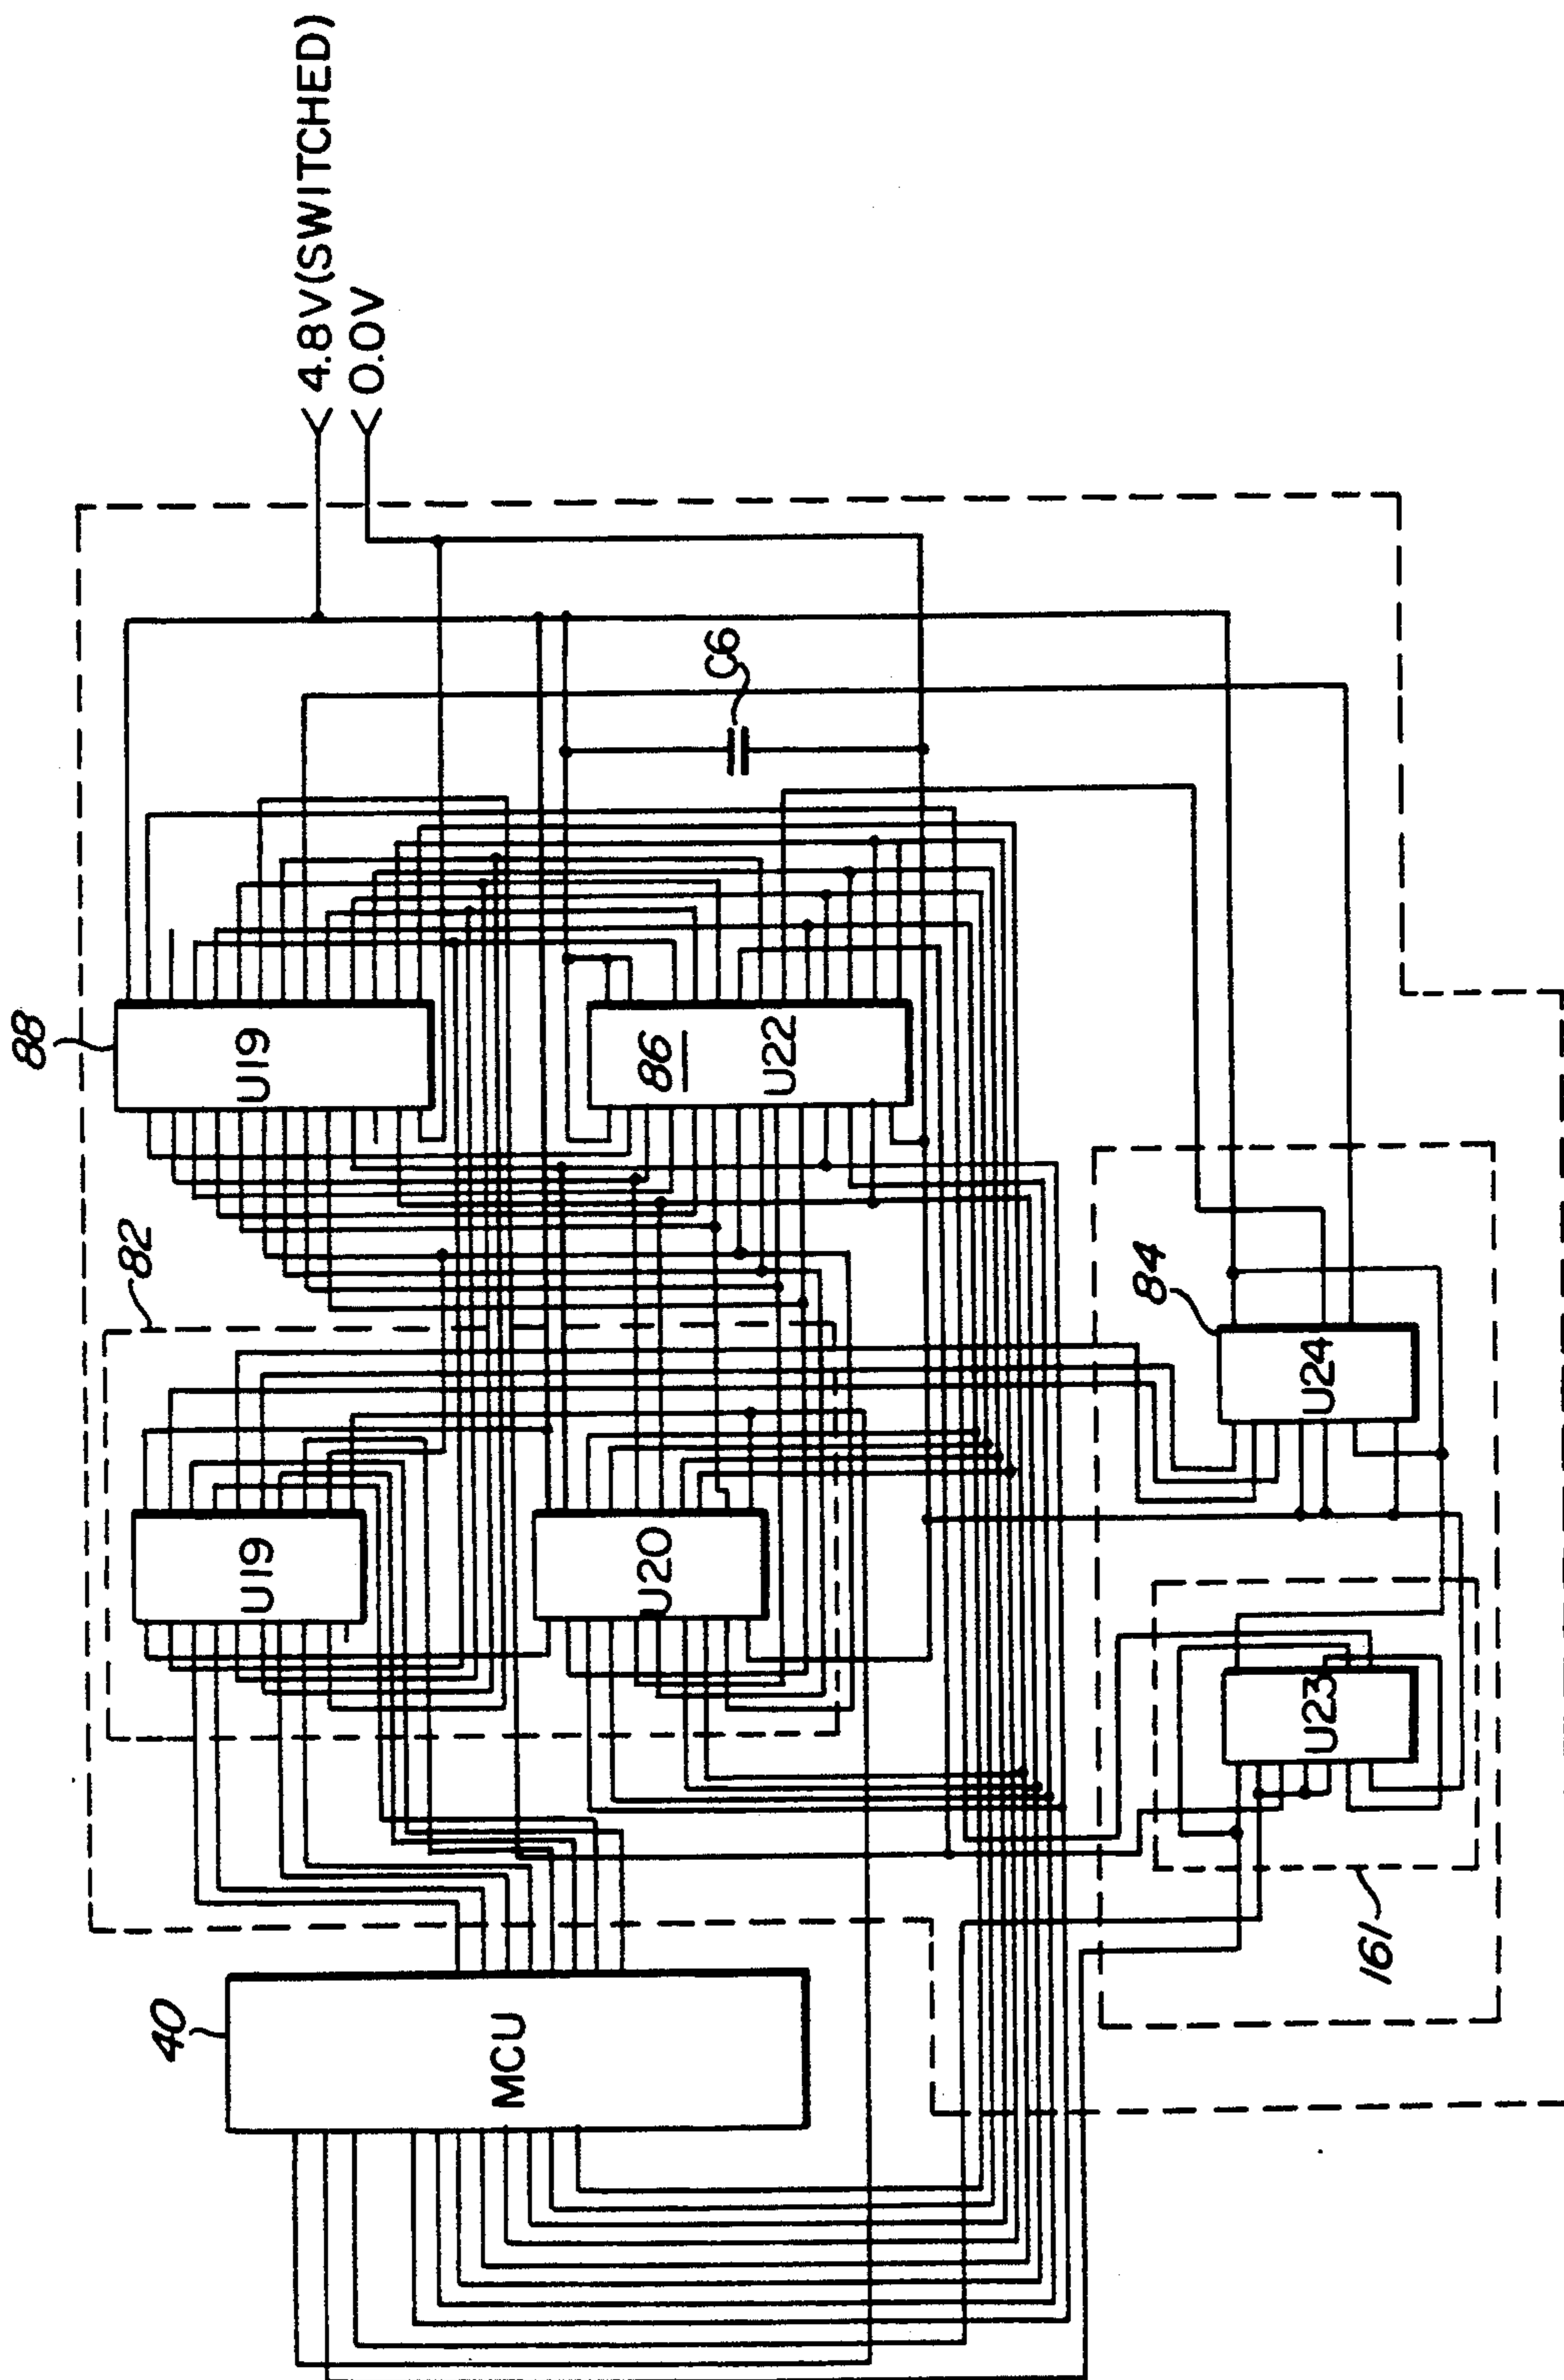 4.8V(SWITCHED)
0.0V
88
U19
86
U22
C6
82
U19
U20
84
U24
U23
161
40
MCU